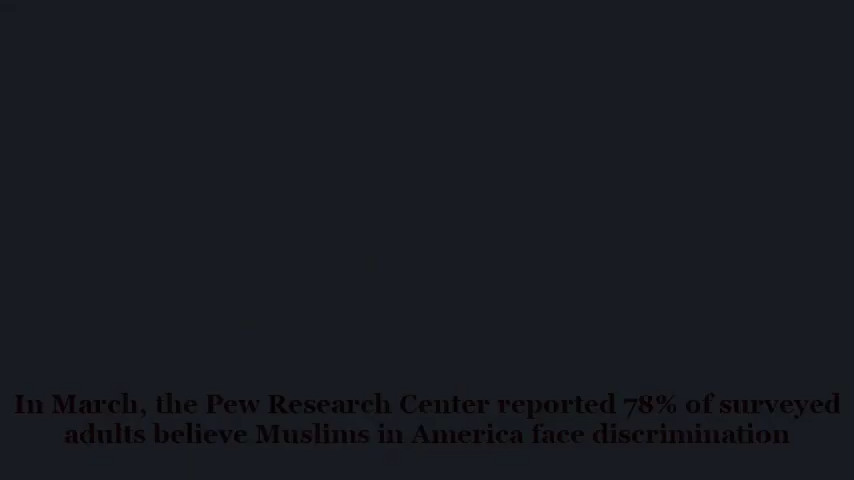 In March, the Pew Research Center reported 78% of surveyed
adults believe Muslims in America face discrimination